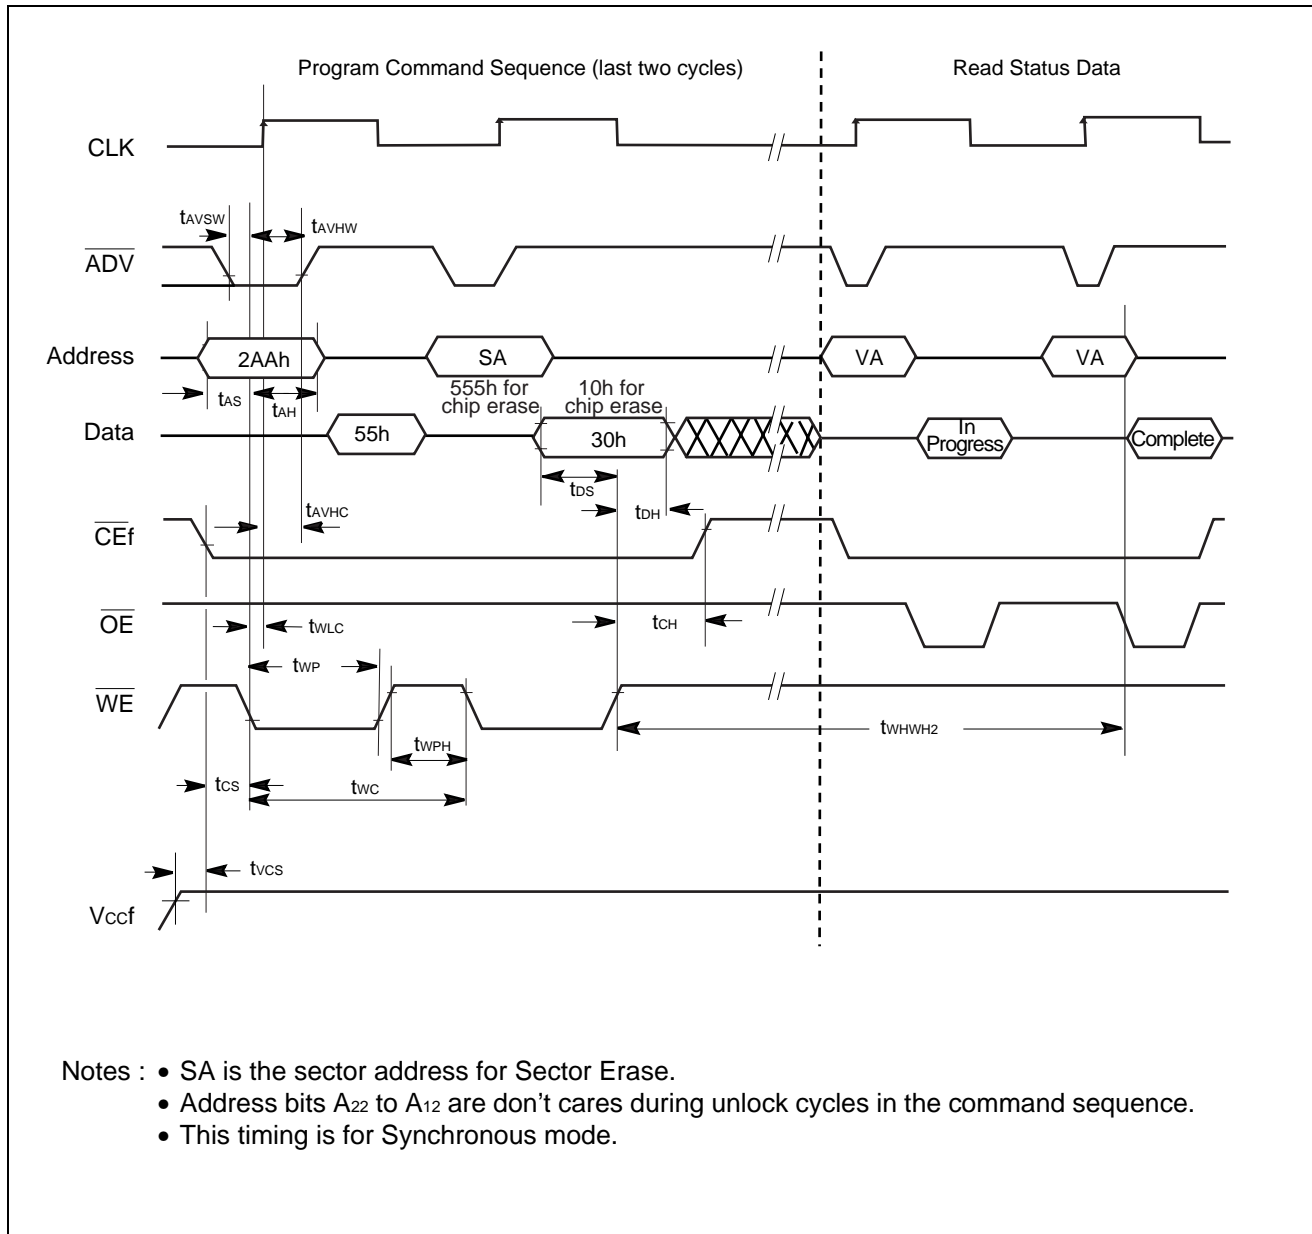 Program Command Sequence (last two cycles)
Read Status Data
CLK
tAVSW
tAVHW
ADV
Address
2AAh
SA
VA
VA
tAS
tAH
555h for
chip erase
10h for
chip erase
Data
55h
30h
In
Progress
Complete
tDS
tDH
tAVHC
CEf
OE
tWLC
tCH
tWP
WE
tWPH
tWHWH2
tCS
tWC
tVCS
VCCf
Notes : • SA is the sector address for Sector Erase.
• Address bits A22 to A12 are don't cares during unlock cycles in the command sequence.
• This timing is for Synchronous mode.